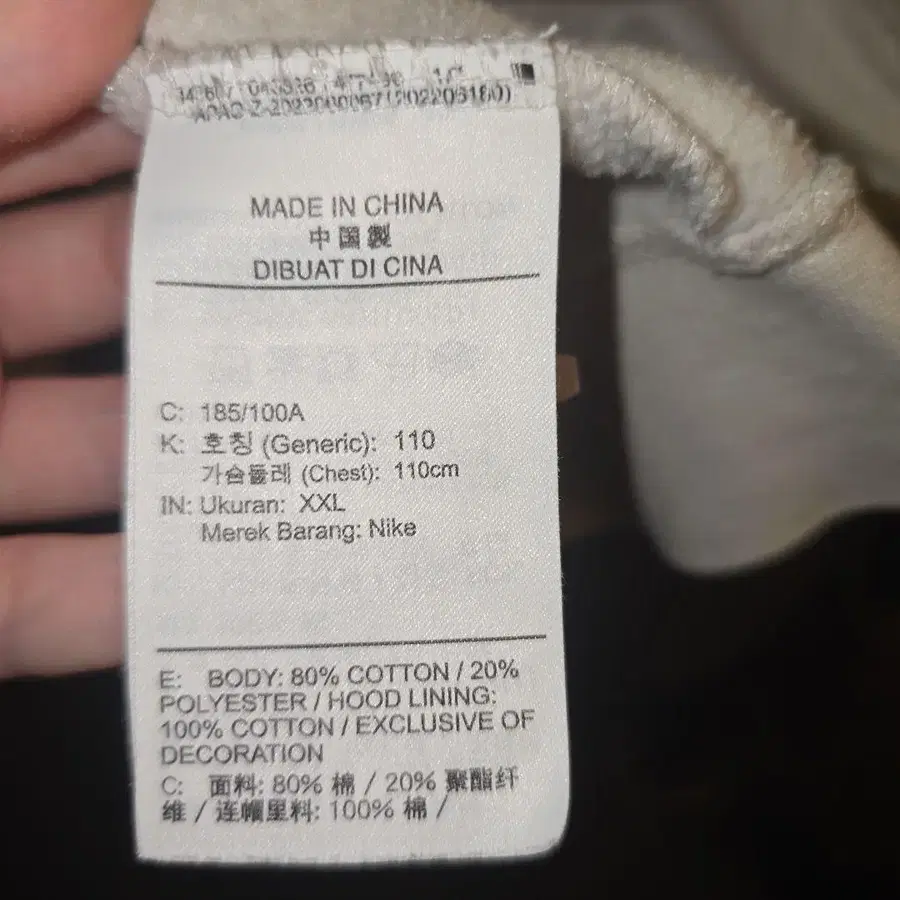 MADE IN CHINA
中国製
DIBUAT DI CINA
C: 185/100A
K: 호칭 (Generic): 110
가슴둘레 (Chest): 110cm
IN: Ukuran: XXL
Merek Barang: Nike
E: BODY: 80% COTTON / 20%
POLYESTER / HOOD LINING:
100% COTTON / EXCLUSIVE OF
DECORATION
C: 面料: 80% 棉 / 20% 聚酯纤
维 / 连帽里料: 100% 棉 /